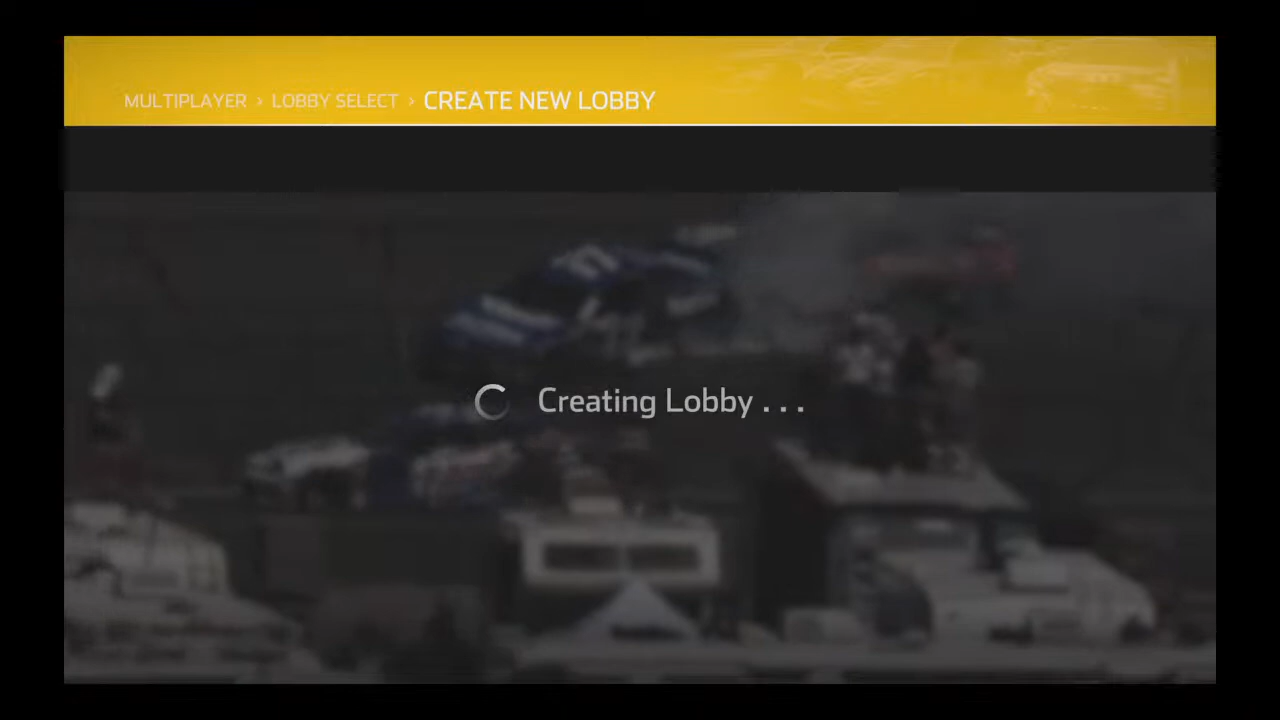 MULTIPLAYER › LOBBY SELECT › CREATE NEW LOBBY
Creating Lobby . . .